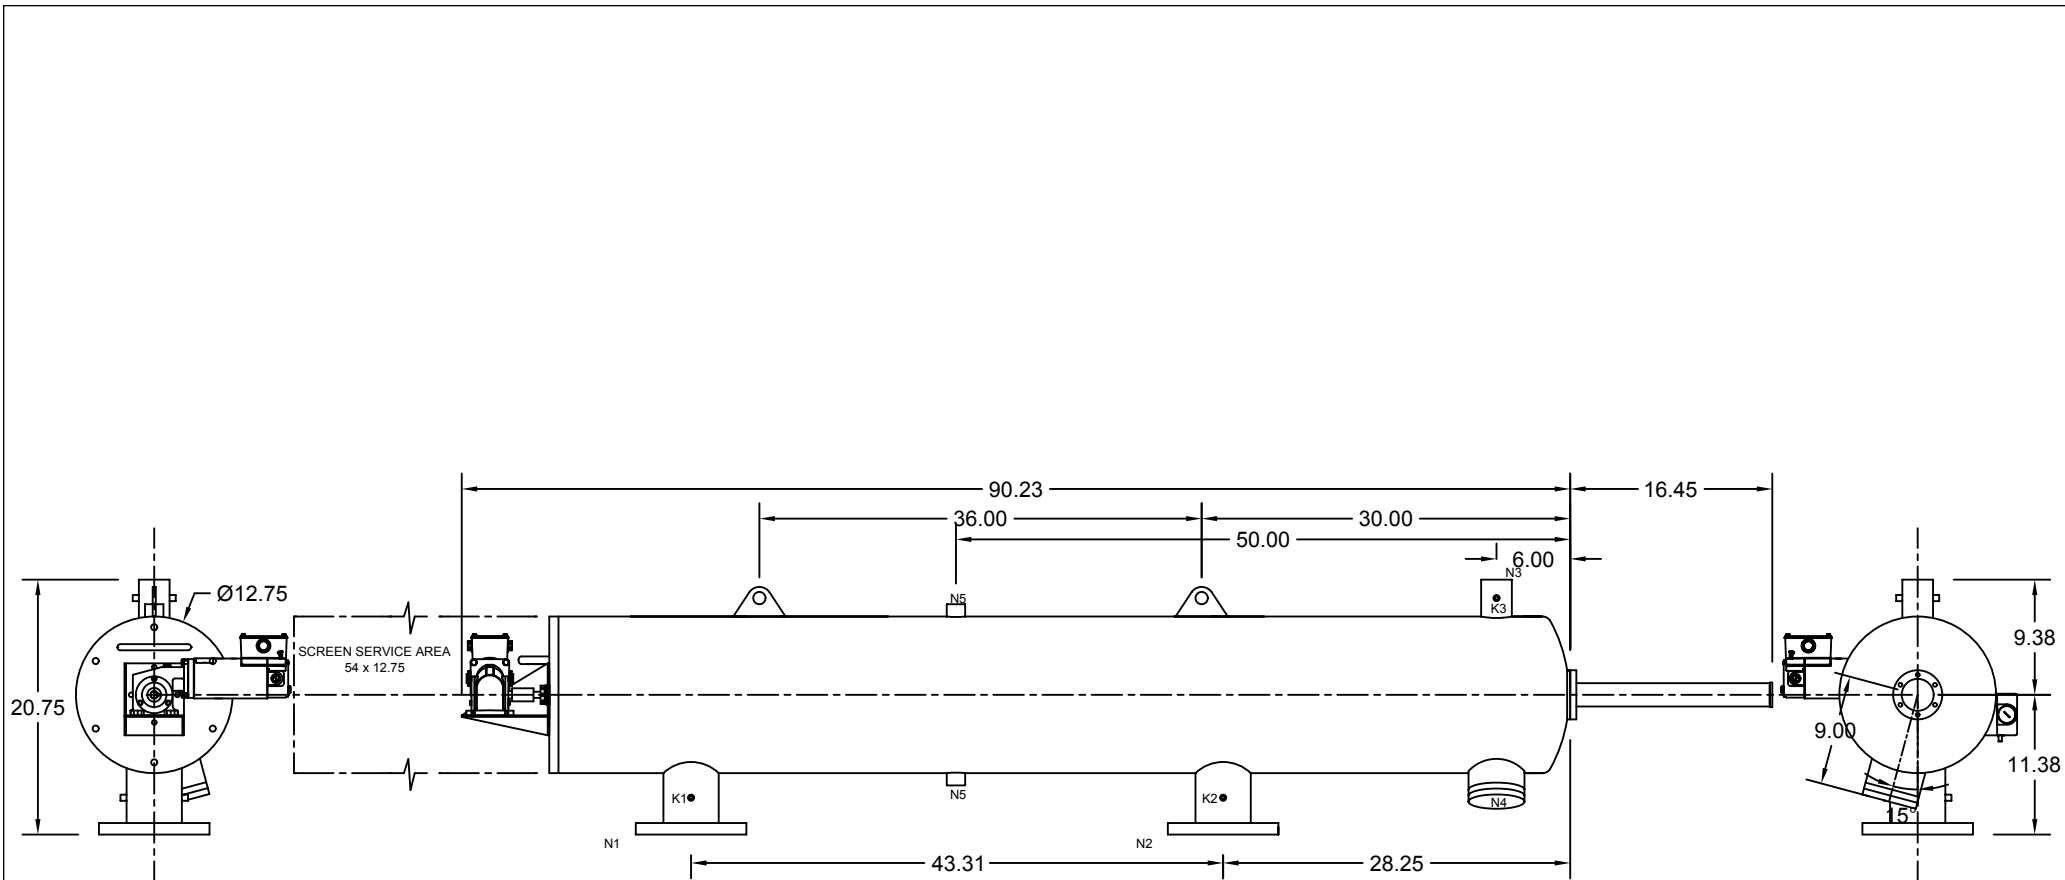 90.23
16.45
36.00
30.00
50.00
6.00
N3
Ø12.75
N5
K3
SCREEN SERVICE AREA
54 x 12.75
9.38
20.75
9.00
11.38
K1
N5
K2
N4
15°
N1
N2
43.31
28.25